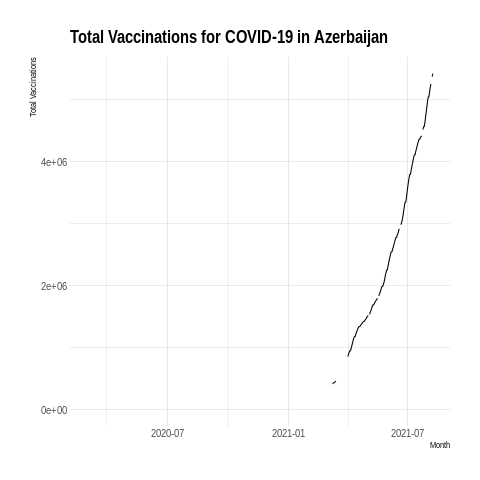 Total Vaccinations for COVID-19 in Azerbaijan
Total Vaccinations
4e+06
2e+06
0e+00
2020-07
2021-01
2021-07
Month